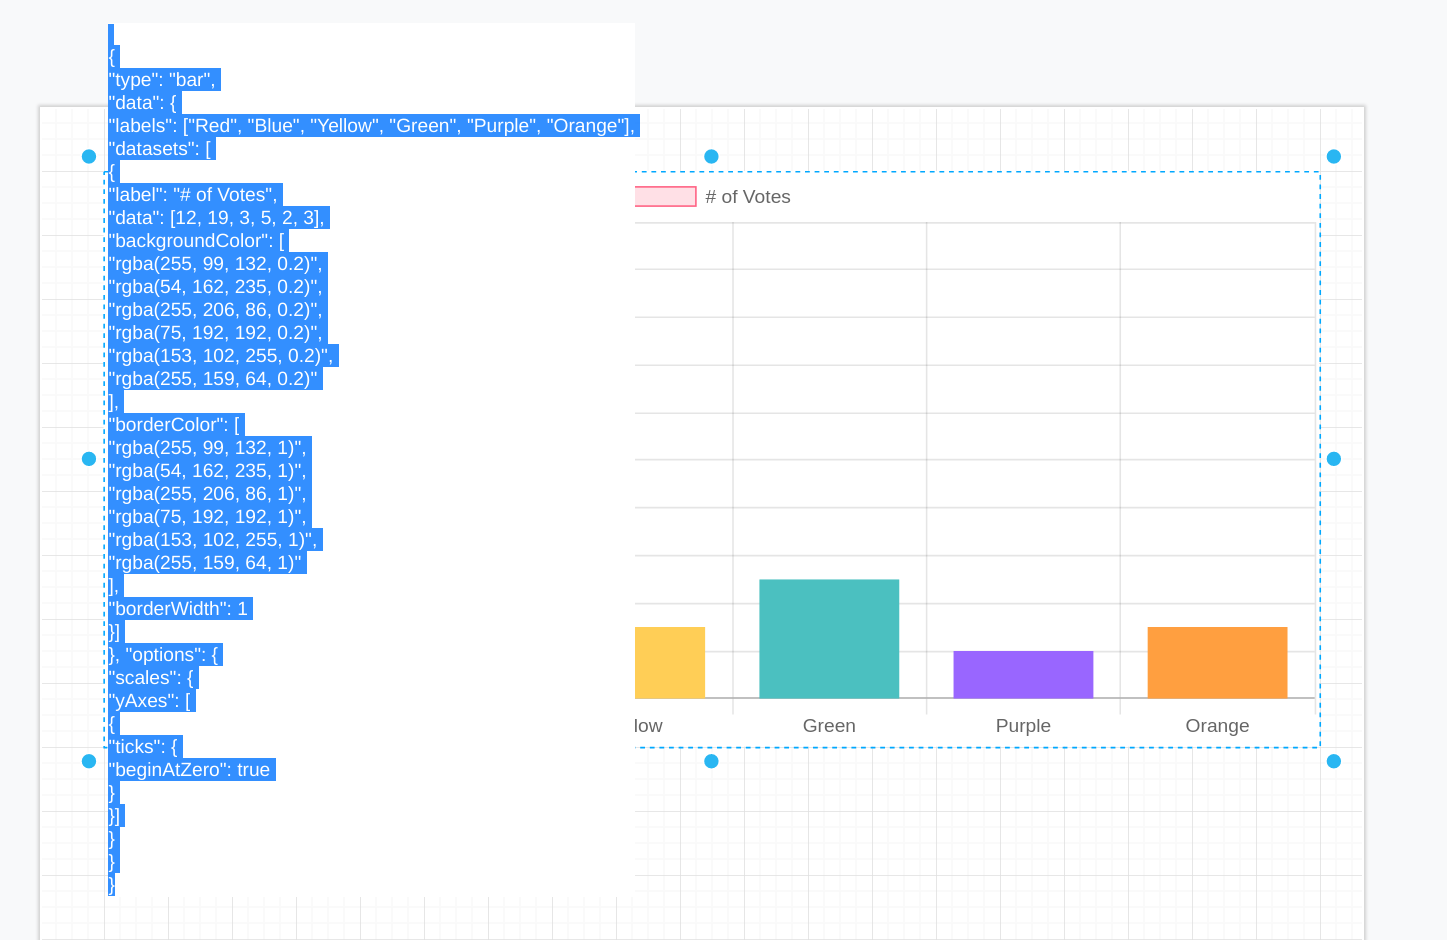 {
"type": "bar",
"data": {
"labels": ["Red", "Blue", "Yellow", "Green", "Purple", "Orange"],
"datasets": [
{
"label": "# of Votes",
"data": [12, 19, 3, 5, 2, 3],
"backgroundColor": [
"rgba(255, 99, 132, 0.2)",
"rgba(54, 162, 235, 0.2)",
"rgba(255, 206, 86, 0.2)",
"rgba(75, 192, 192, 0.2)",
"rgba(153, 102, 255, 0.2)",
"rgba(255, 159, 64, 0.2)"
],
"borderColor": [
"rgba(255, 99, 132, 1)",
"rgba(54, 162, 235, 1)",
"rgba(255, 206, 86, 1)",
"rgba(75, 192, 192, 1)",
"rgba(153, 102, 255, 1)",
"rgba(255, 159, 64, 1)"
],
"borderWidth": 1
}]
}, "options": {
"scales": {
"yAxes": [
{
"ticks": {
"beginAtZero": true
}
}]
}
}
}
# of Votes
low Green Purple Orange